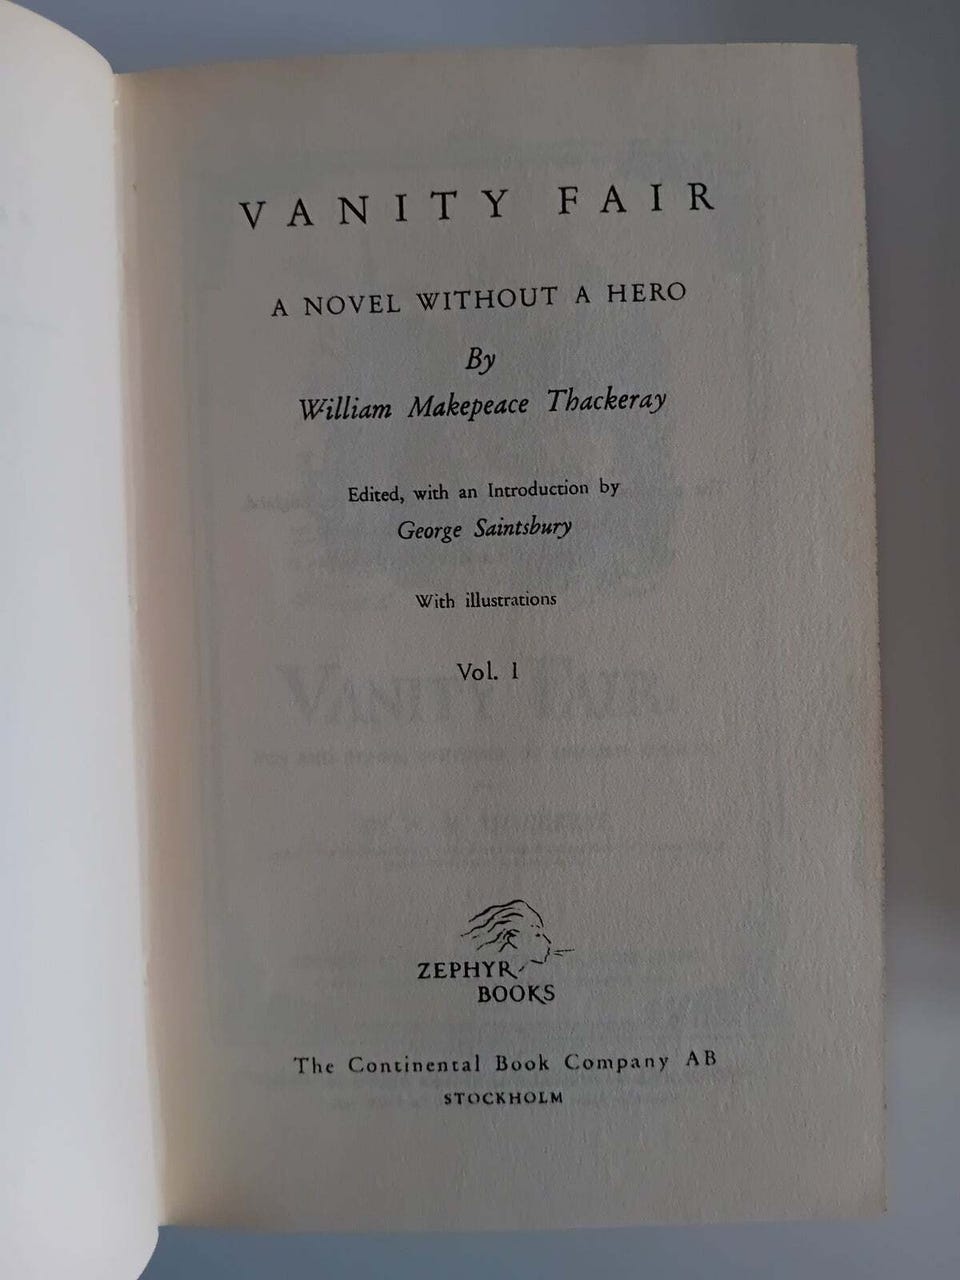 VANITY FAIR
A NOVEL WITHOUT A HERO
By
William Makepeace Thackeray
Edited, with an Introduction by
George Saintsbury
With illustrations
Vol. 1
ZEPHYR
BOOKS
The Continental Book Company AB
STOCKHOLM